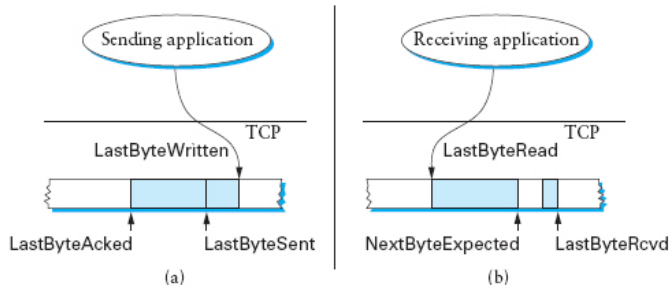 Sending application
Receiving application
TCP
TCP
LastByteWritten
LastByteRead
LastByteAcked
LastByteSent
NextByteExpected
LastByteRcvd
(a)
(b)